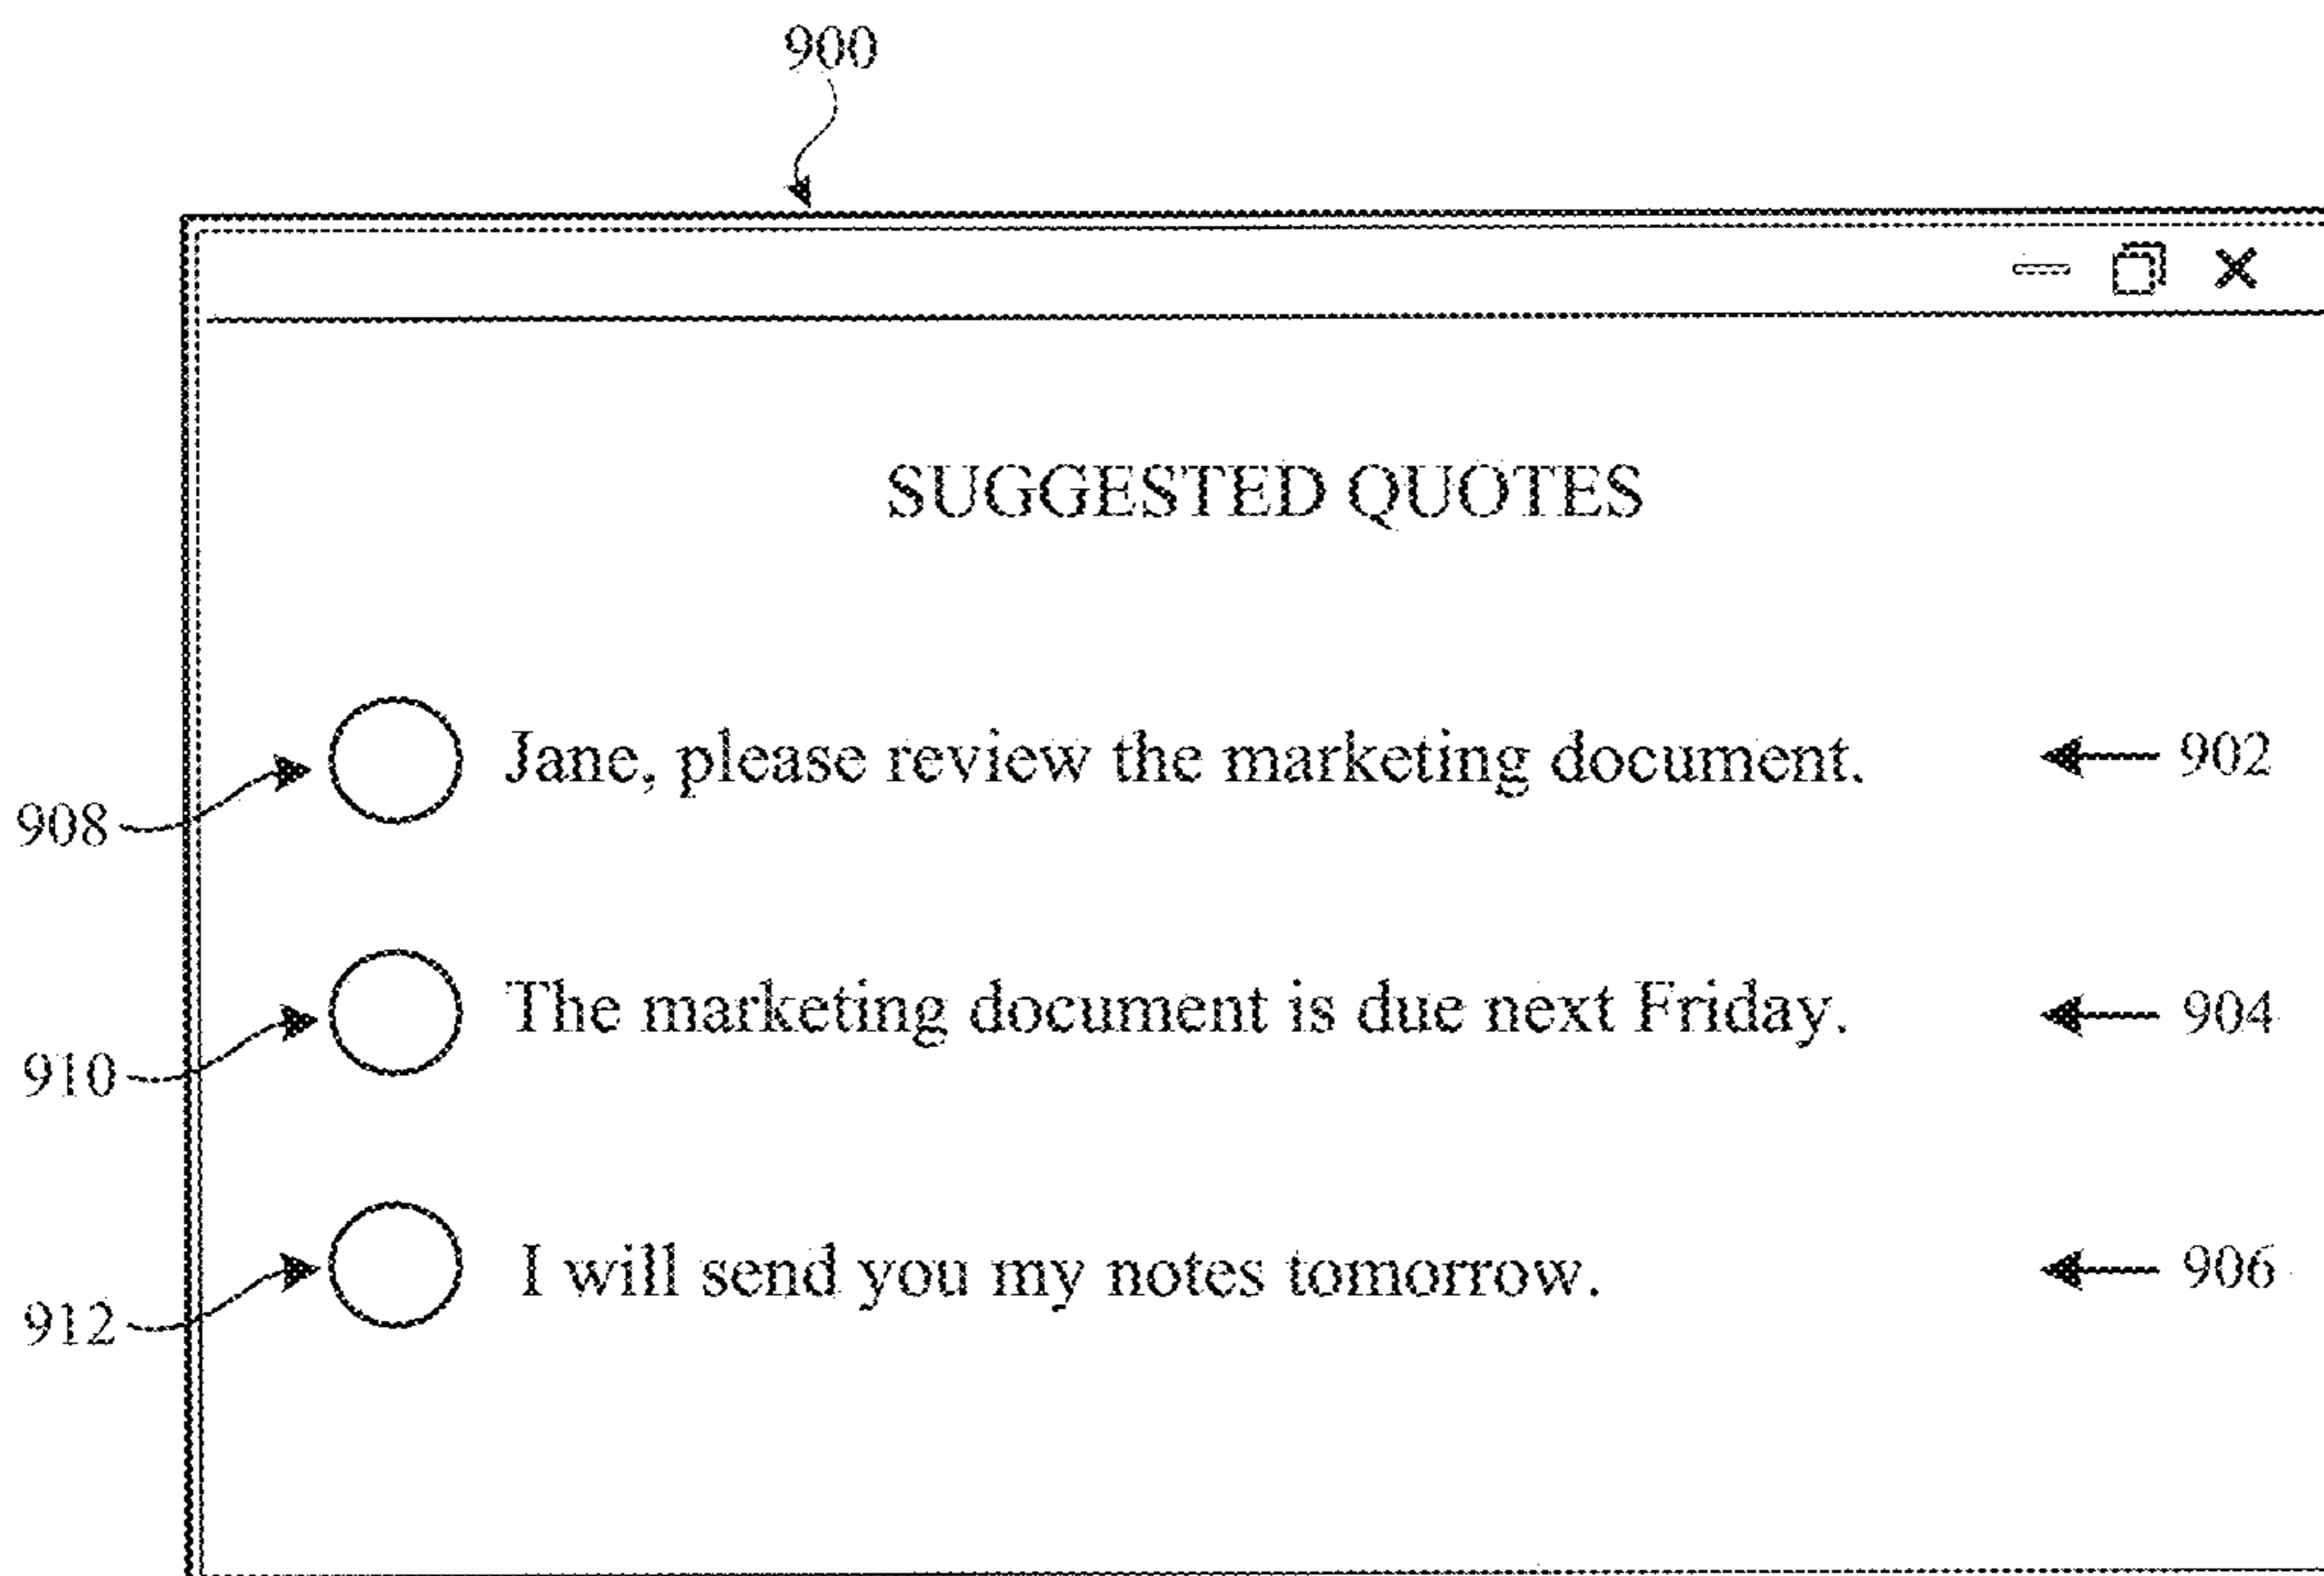 900
SUGGESTED QUOTES
Jane, please review the marketing document.
902
908
The marketing document is due next Friday.
904
910
I will send you my notes tomorrow.
906
912